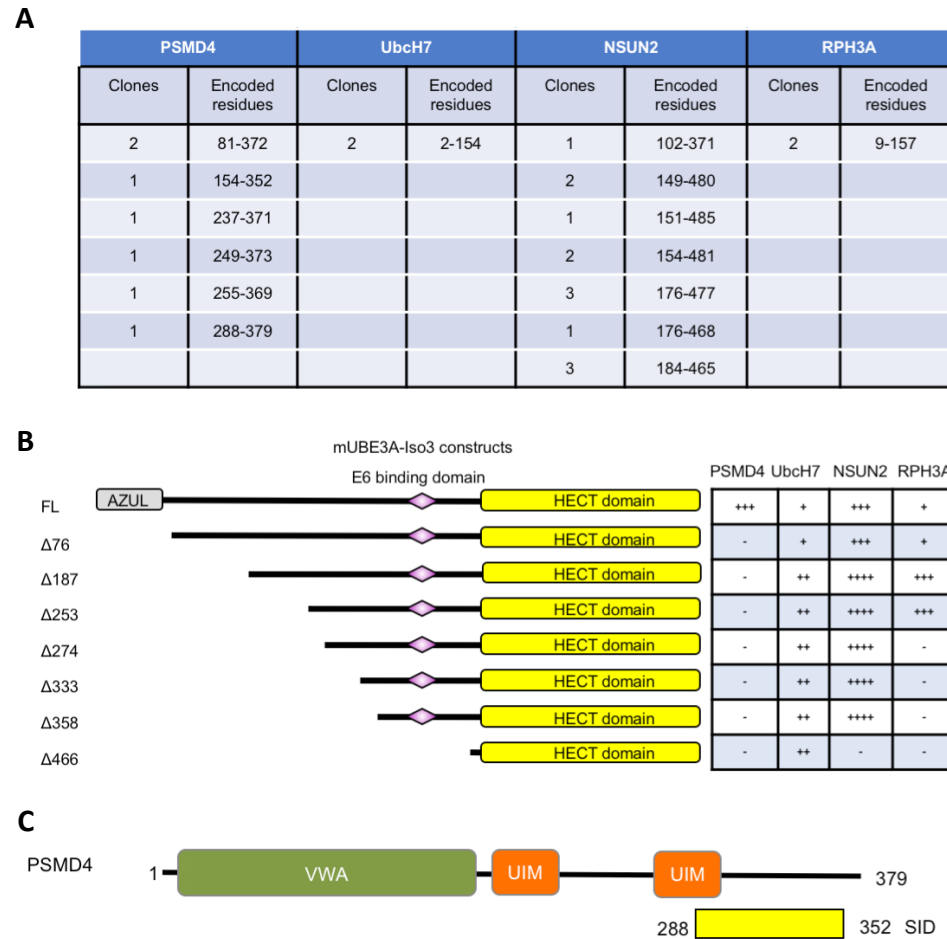 A
PSMD4 UbcH7 NSUN2 RPH3A
Clones Encoded residues Clones Encoded residues Clones Encoded residues Clones Encoded residues
2 81-372 2 2-154 1 102-371 2 9-157
1 154-352 2 149-480
1 237-371 1 151-485
1 249-373 2 154-481
1 255-369 3 176-477
1 288-379 1 176-468
3 184-465
B
mUBE3A-Iso3 constructs
E6 binding domain
PSMD4 UbcH7 NSUN2 RPH3A
FL AZUL HECT domain +++ + +++ +
Δ76 HECT domain - + +++ +
Δ187 HECT domain - ++ ++++ +++
Δ253 HECT domain - ++ ++++ +++
Δ274 HECT domain - ++ ++++ -
Δ333 HECT domain - ++ ++++ -
Δ358 HECT domain - ++ ++++ -
Δ466 HECT domain - ++ - -
C
PSMD4 1 VWA UIM UIM 379
288 352 SID